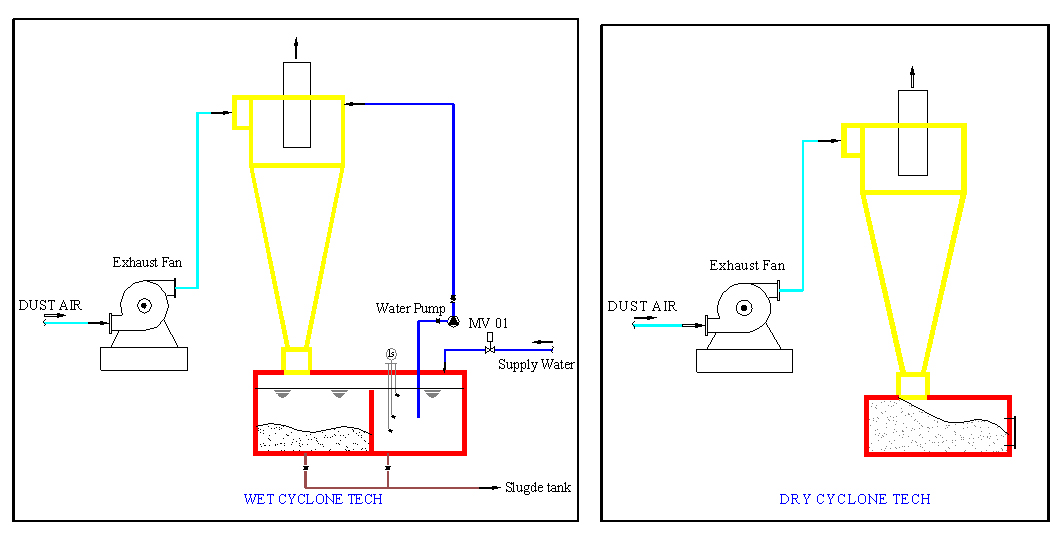 Exhaust Fan
DUST AIR
Water Pump
MV 01
Supply Water
ls
Slugde tank
WET CYCLONE TECH
Exhaust Fan
DUST AIR
DRY CYCLONE TECH